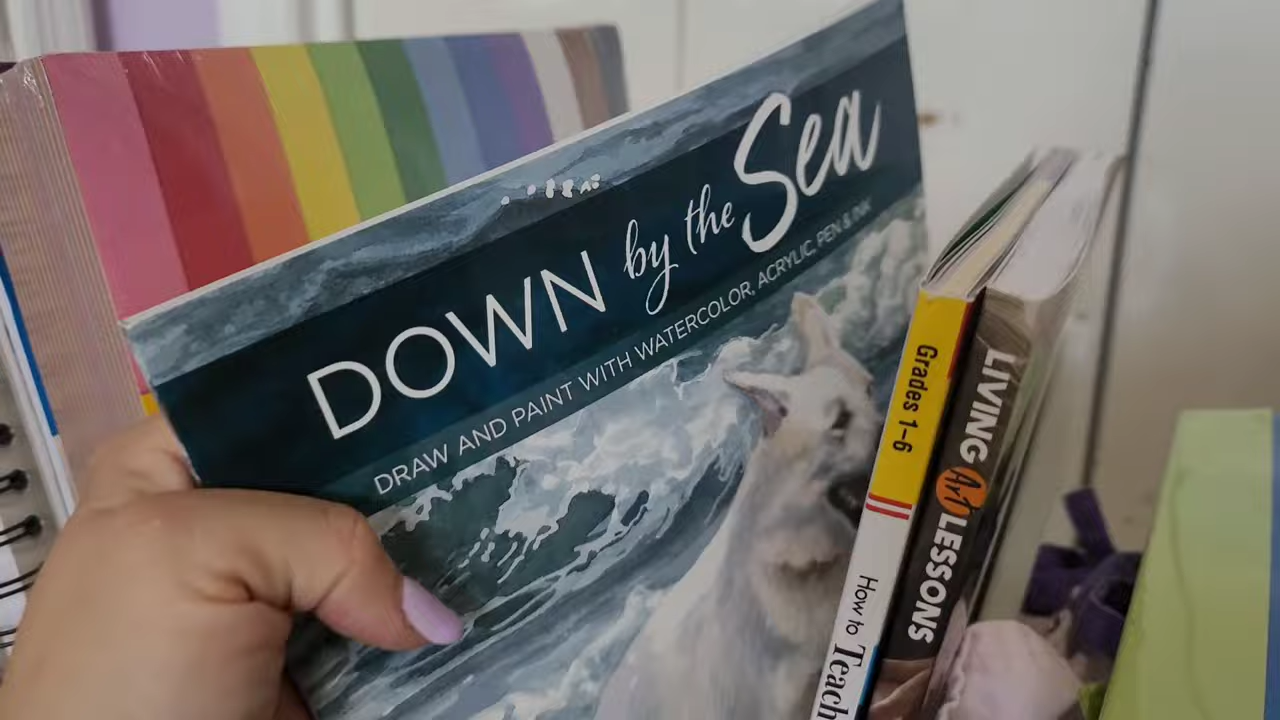 DOWN by the Sea
DRAW AND PAINT WITH WATERCOLOR, ACRYLIC, PEN & INK
Grades 1-6
How to Teach
LIVING Art LESSONS